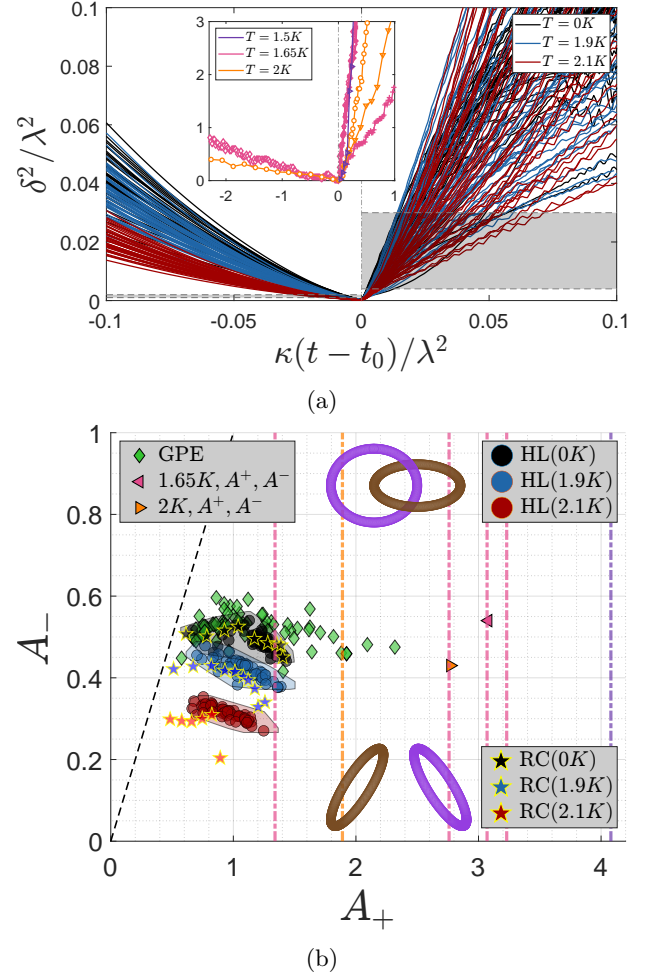 0.1
0.08
0.06
0.04
0.02
0
δ²/λ²
3
2
1
0
T = 1.5K
T = 1.65K
T = 2K
-2
-1
0
1
T = 0K
T = 1.9K
T = 2.1K
-0.1
-0.05
0
0.05
0.1
κ(t − t₀)/λ²
(a)
1
0.8
0.6
0.4
0.2
0
A₋
GPE
1.65K, A⁺, A⁻
2K, A⁺, A⁻
HL(0K)
HL(1.9K)
HL(2.1K)
RC(0K)
RC(1.9K)
RC(2.1K)
0
1
2
3
4
A₊
(b)